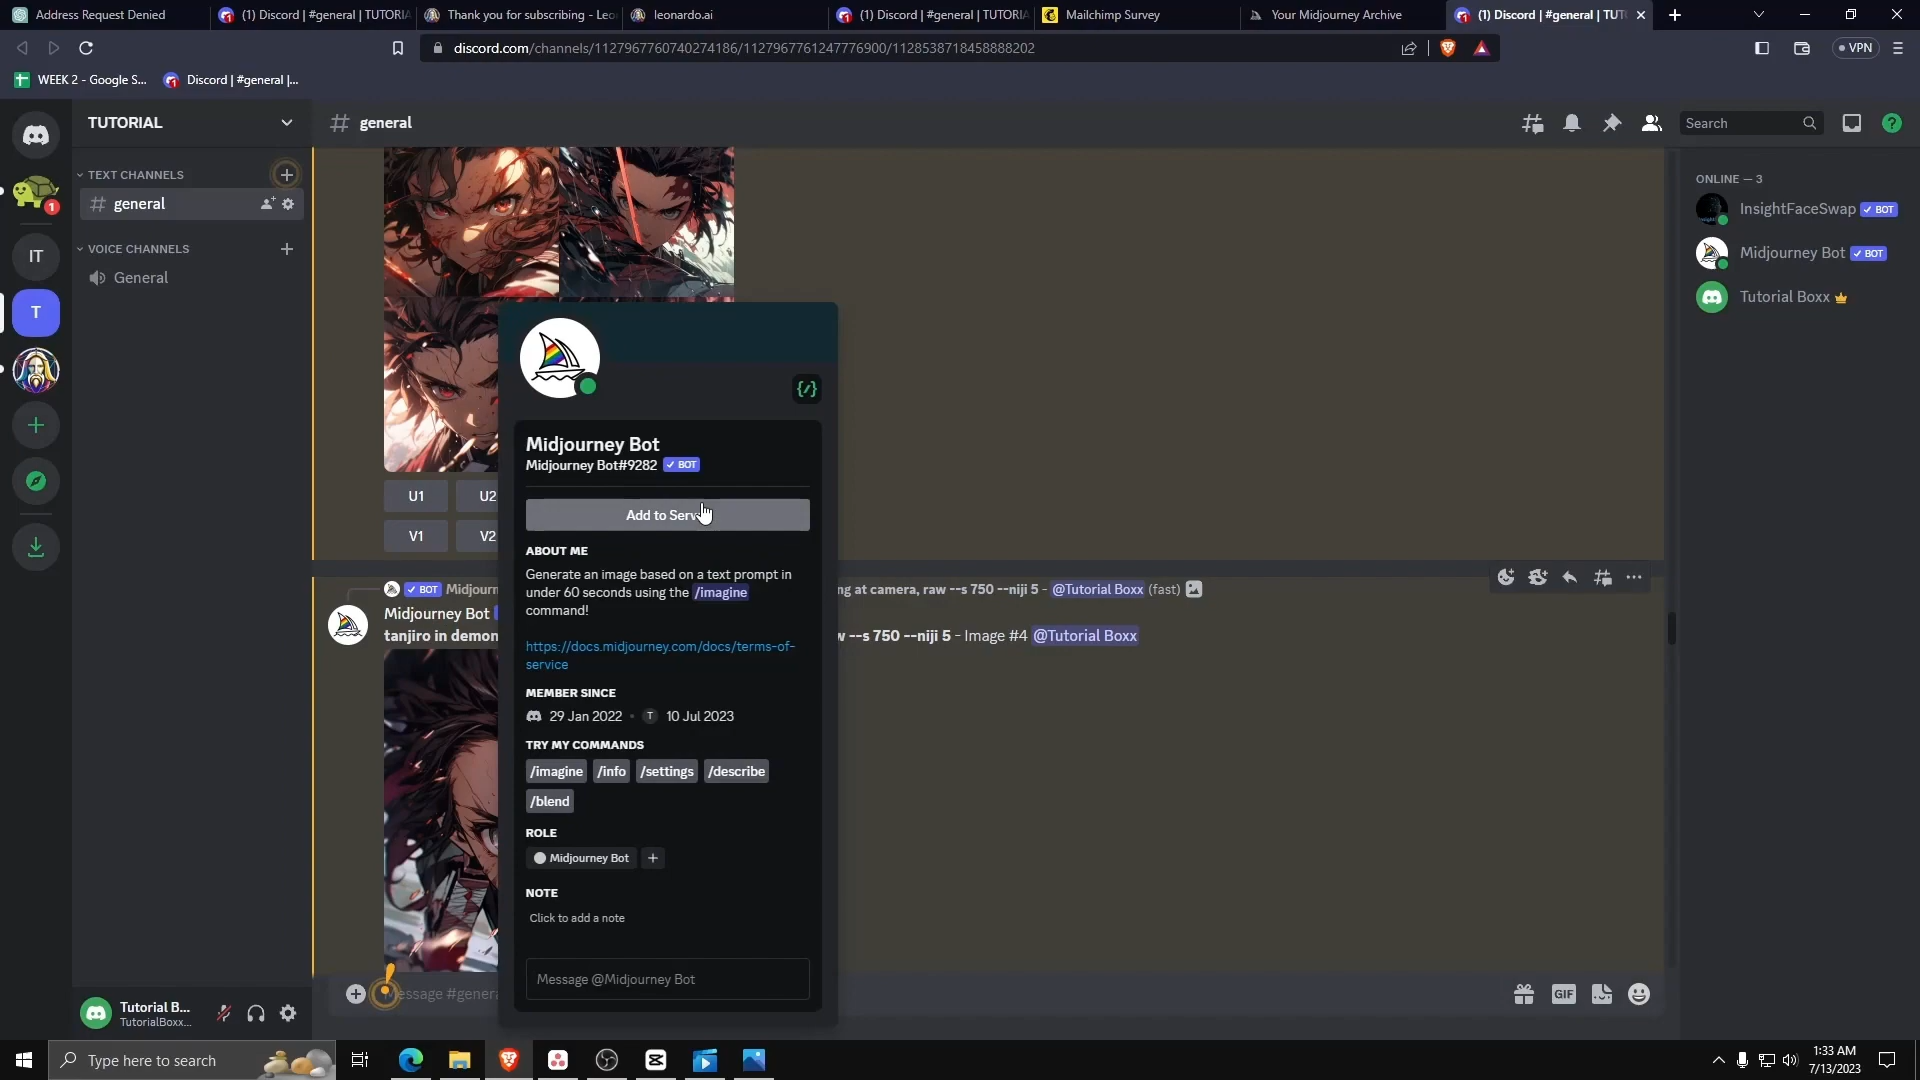 Address Request Denied
(1) Discord | #general | TUTORIA
Thank you for subscribing - Leo
leonardo.ai
(1) Discord | #general | TUTORIA
Mailchimp Survey
Your Midjourney Archive
(1) Discord | #general | TUT
discord.com/channels/1127967760740274186/1127967761247776900/1128538718458888202
VPN
WEEK 2 - Google S...
Discord | #general |...
TUTORIAL
general
Search
TEXT CHANNELS
general
VOICE CHANNELS
General
1
IT
T
ONLINE — 3
InsightFaceSwap ✓ BOT
Midjourney Bot ✓ BOT
Tutorial Boxx
U1
U2
V1
V2
Midjourney Bot
Midjourney Bot#9282 ✓ BOT
Add to Serv
ABOUT ME
Generate an image based on a text prompt in
under 60 seconds using the /imagine
command!
https://docs.midjourney.com/docs/terms-of-
service
MEMBER SINCE
29 Jan 2022 • T 10 Jul 2023
TRY MY COMMANDS
/imagine /info /settings /describe
/blend
ROLE
Midjourney Bot +
NOTE
Click to add a note
Message @Midjourney Bot
✓ BOT Midjourn
ng at camera, raw --s 750 --niji 5 - @Tutorial Boxx (fast)
Midjourney Bot
tanjiro in demon
w --s 750 --niji 5 - Image #4 @Tutorial Boxx
Message #genera
GIF
Tutorial B...
TutorialBoxx...
Type here to search
1:33 AM
7/13/2023